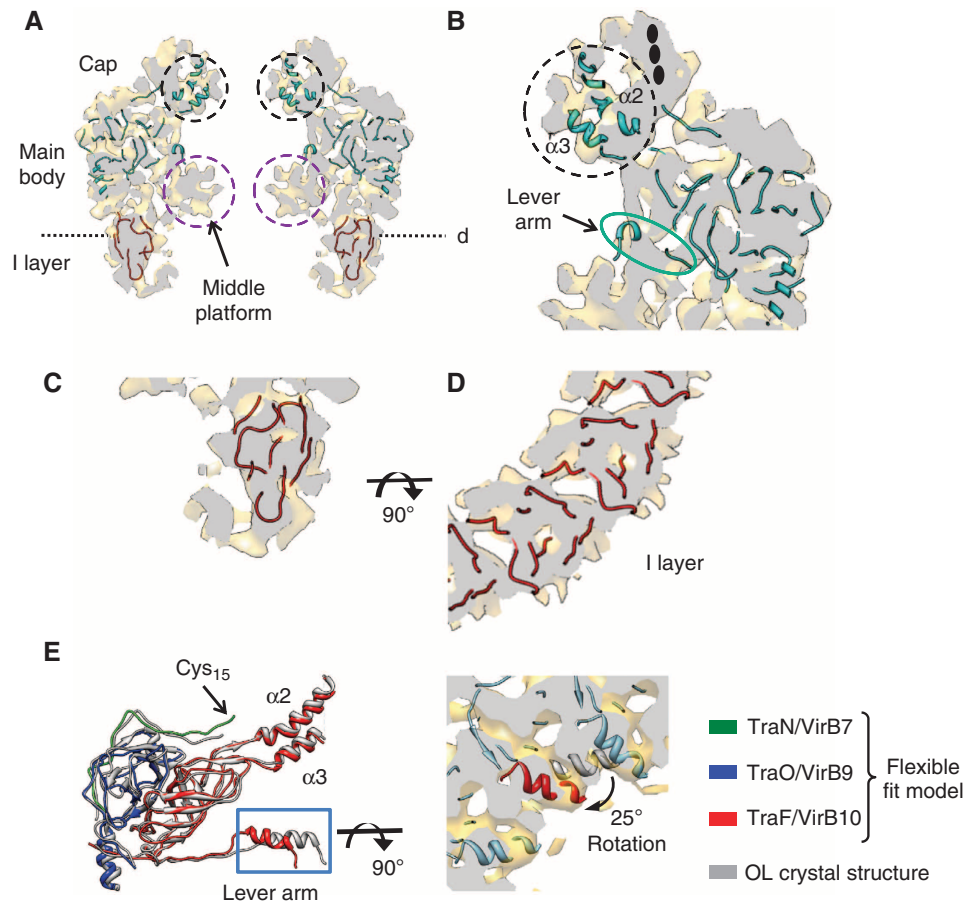 A
Cap
Main
body
I layer
Middle
platform
d
B
α2
α3
Lever
arm
C
90°
D
I layer
E
Cys15
α2
α3
Lever arm
90°
25°
Rotation
TraN/VirB7
TraO/VirB9
TraF/VirB10
Flexible
fit model
OL crystal structure